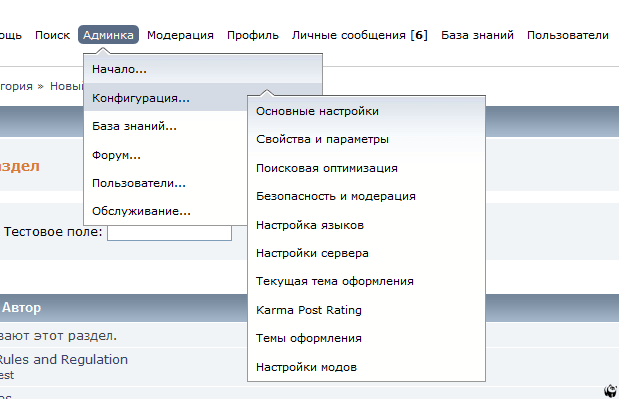 ощь Поиск Админка Модерация Профиль Личные сообщения [6] База знаний Пользователи
Начало...
гория » Новы
Конфигурация...
Основные настройки
База знаний...
Свойства и параметры
Форум...
аздел
Поисковая оптимизация
Пользователи...
Безопасность и модерация
Обслуживание...
Настройка языков
Тестовое поле:
Настройки сервера
Текущая тема оформления
Автор
Karma Post Rating
вают этот раздел.
Темы оформления
Rules and Regulation
Настройки модов
est